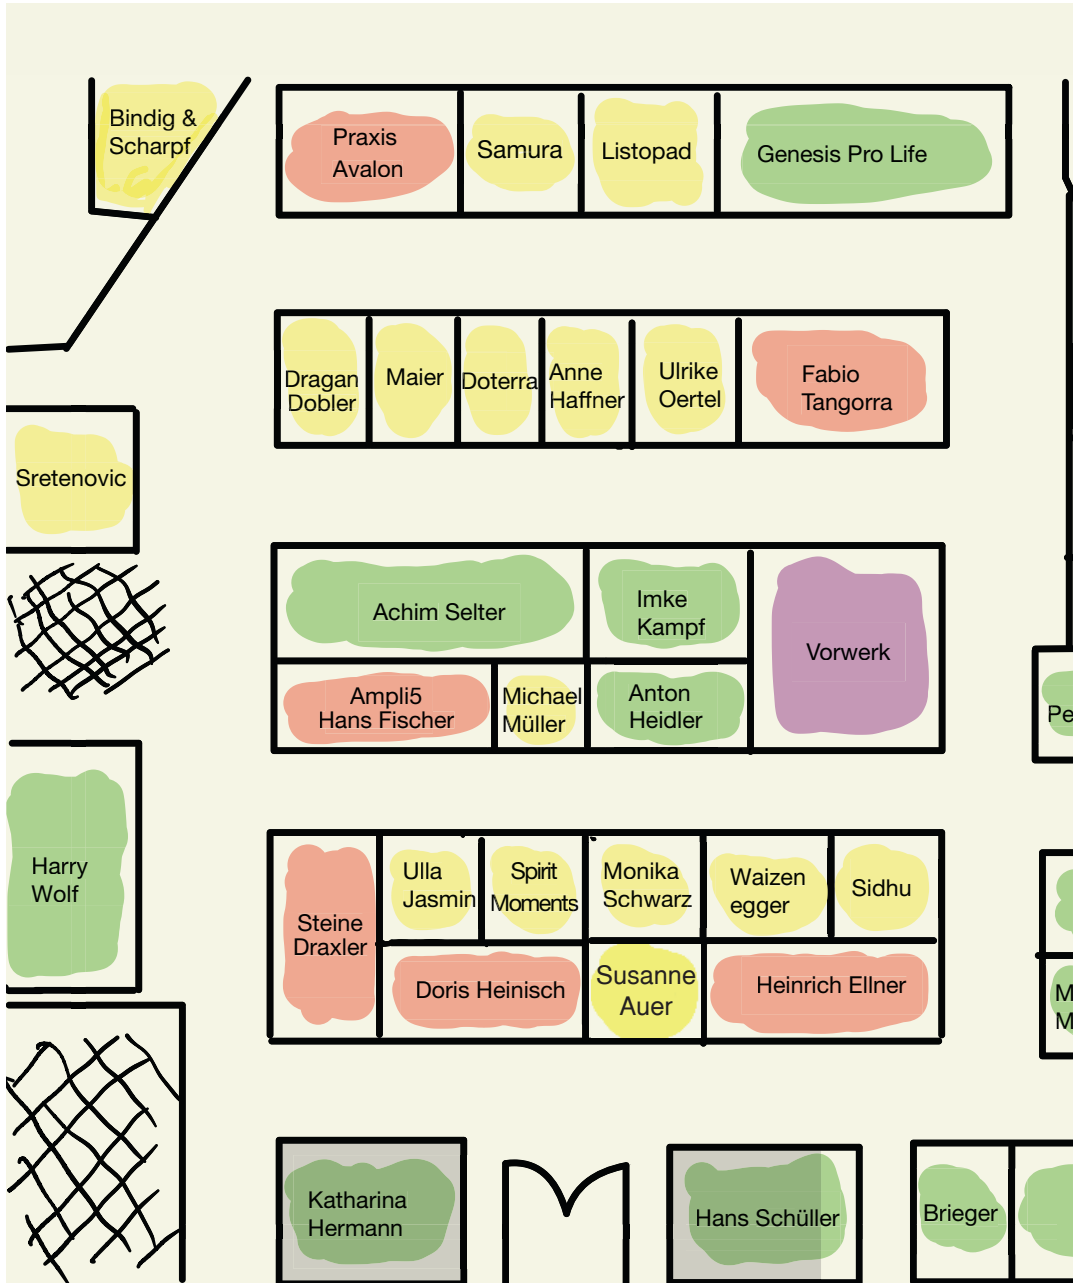 Bindig &
Scharpf
Praxis
Avalon
Samura
Listopad
Genesis Pro Life
Dragan
Dobler
Maier
Doterra
Anne
Haffner
Ulrike
Oertel
Fabio
Tangorra
Sretenovic
Achim Selter
Imke
Kampf
Vorwerk
Ampli5
Hans Fischer
Michael
Müller
Anton
Heidler
Pe
Harry
Wolf
Steine
Draxler
Ulla
Jasmin
Spirit
Moments
Monika
Schwarz
Waizen
egger
Sidhu
Doris Heinisch
Susanne
Auer
Heinrich Ellner
M
M
Katharina
Hermann
Hans Schüller
Brieger